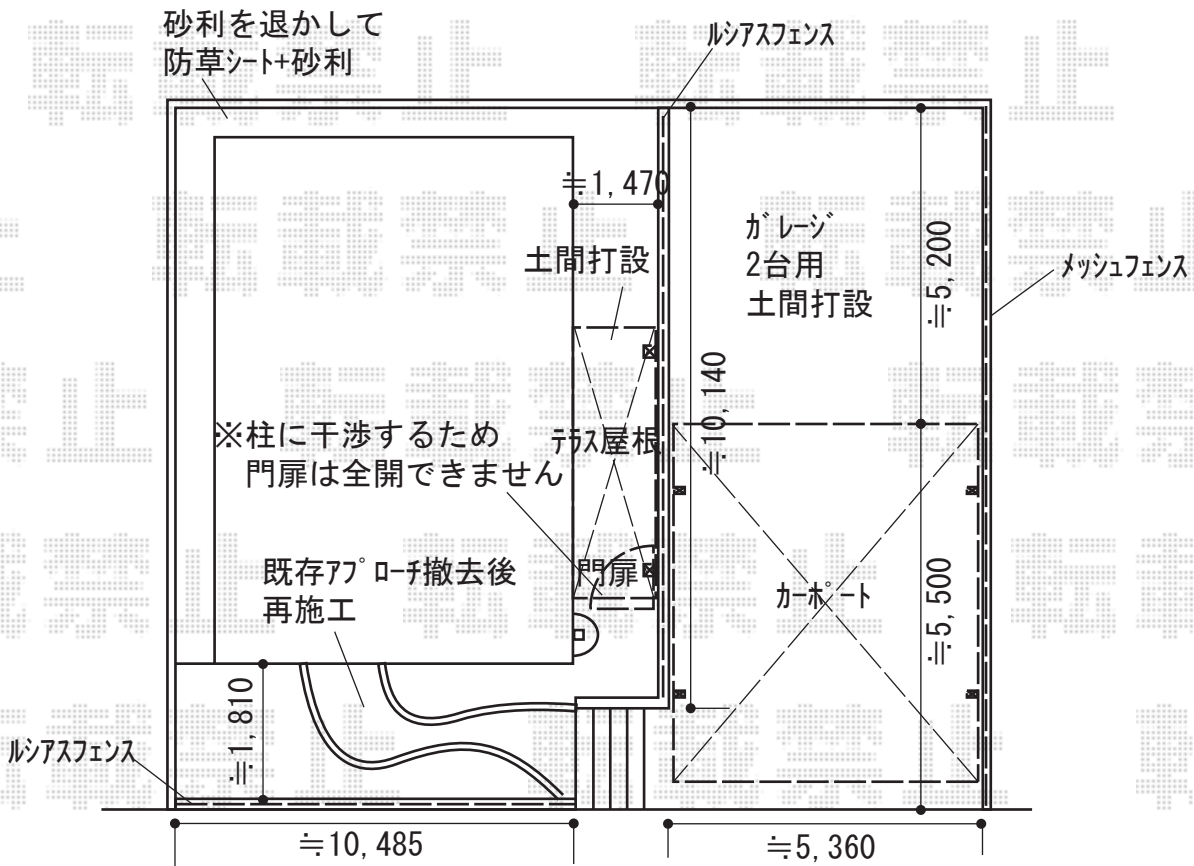 砂利を退かして
防草シート+砂利
ルシアスフェンス
≒1,470
土間打設
ガレージ
2台用
土間打設
≒5,200
メッシュフェンス
≒10,140
※柱に干渉するため
門扉は全開できません
テラス屋根
既存アプローチ撤去後
再施工
門扉
カーポート
≒5,500
≒1,810
ルシアスフェンス
≒10,485
≒5,360
転載禁止